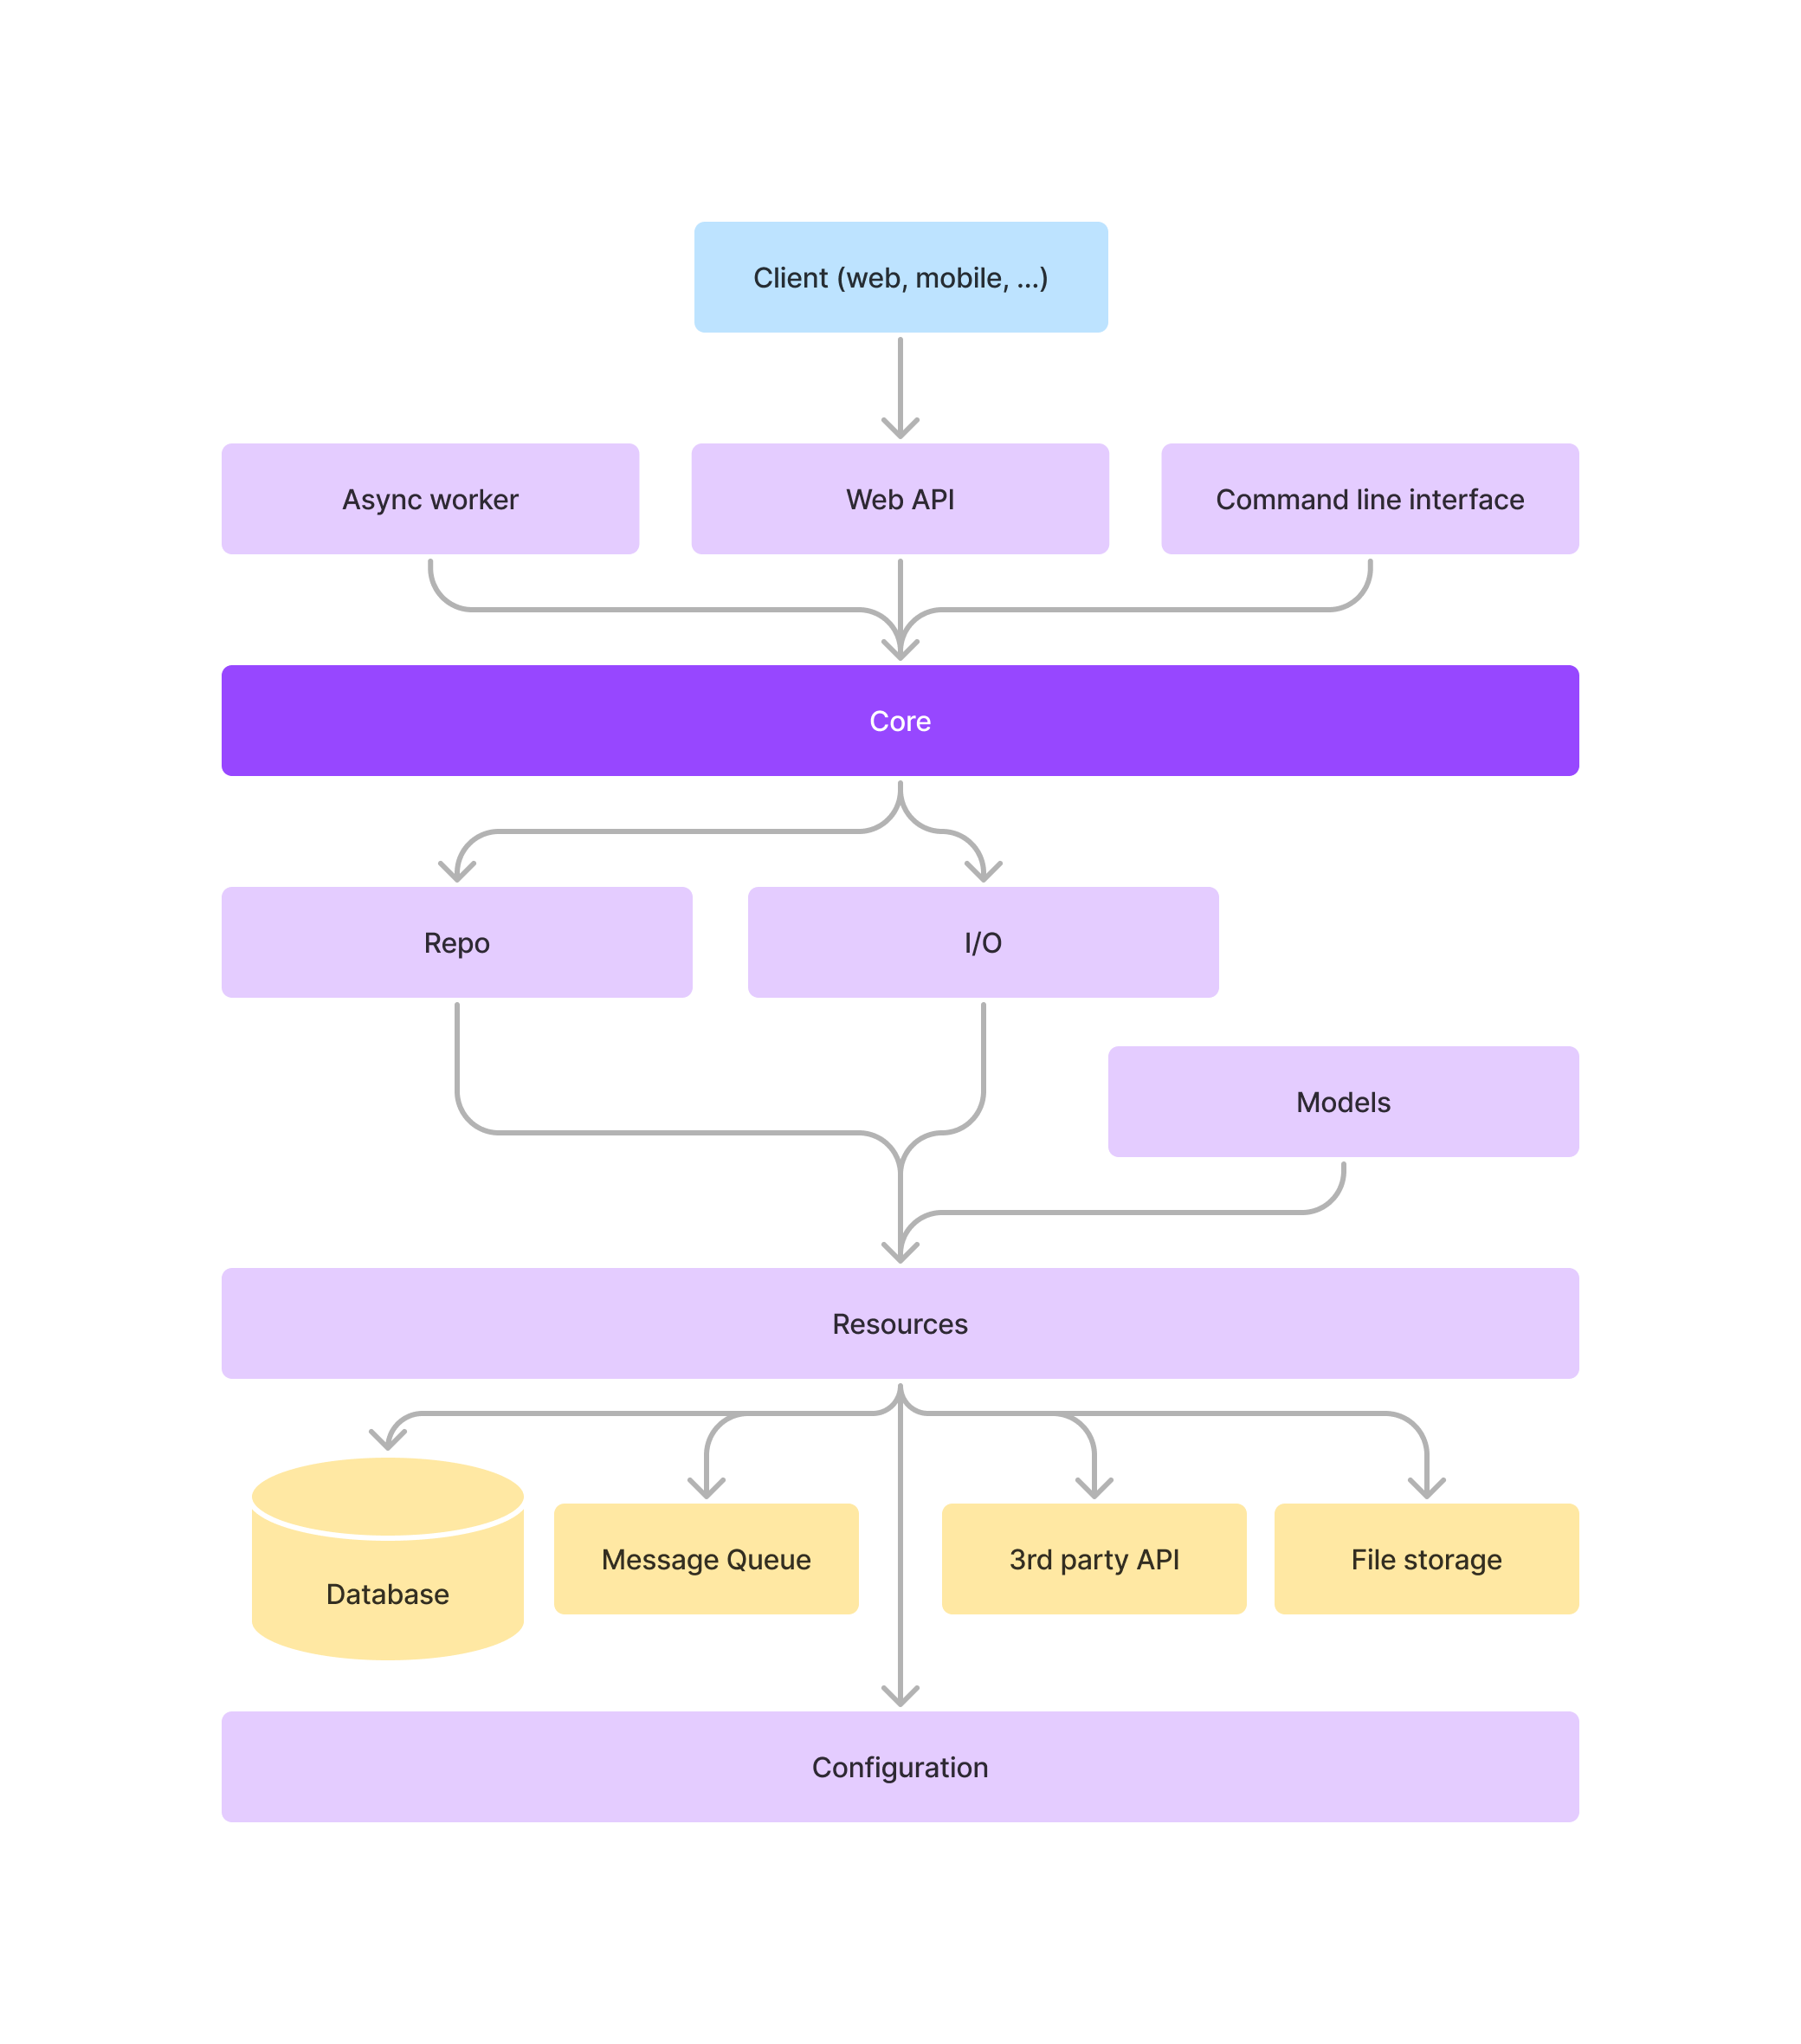 Client (web, mobile, ...)
Async worker
Web API
Command line interface
Core
Repo
I/O
Models
Resources
Database
Message Queue
3rd party API
File storage
Configuration